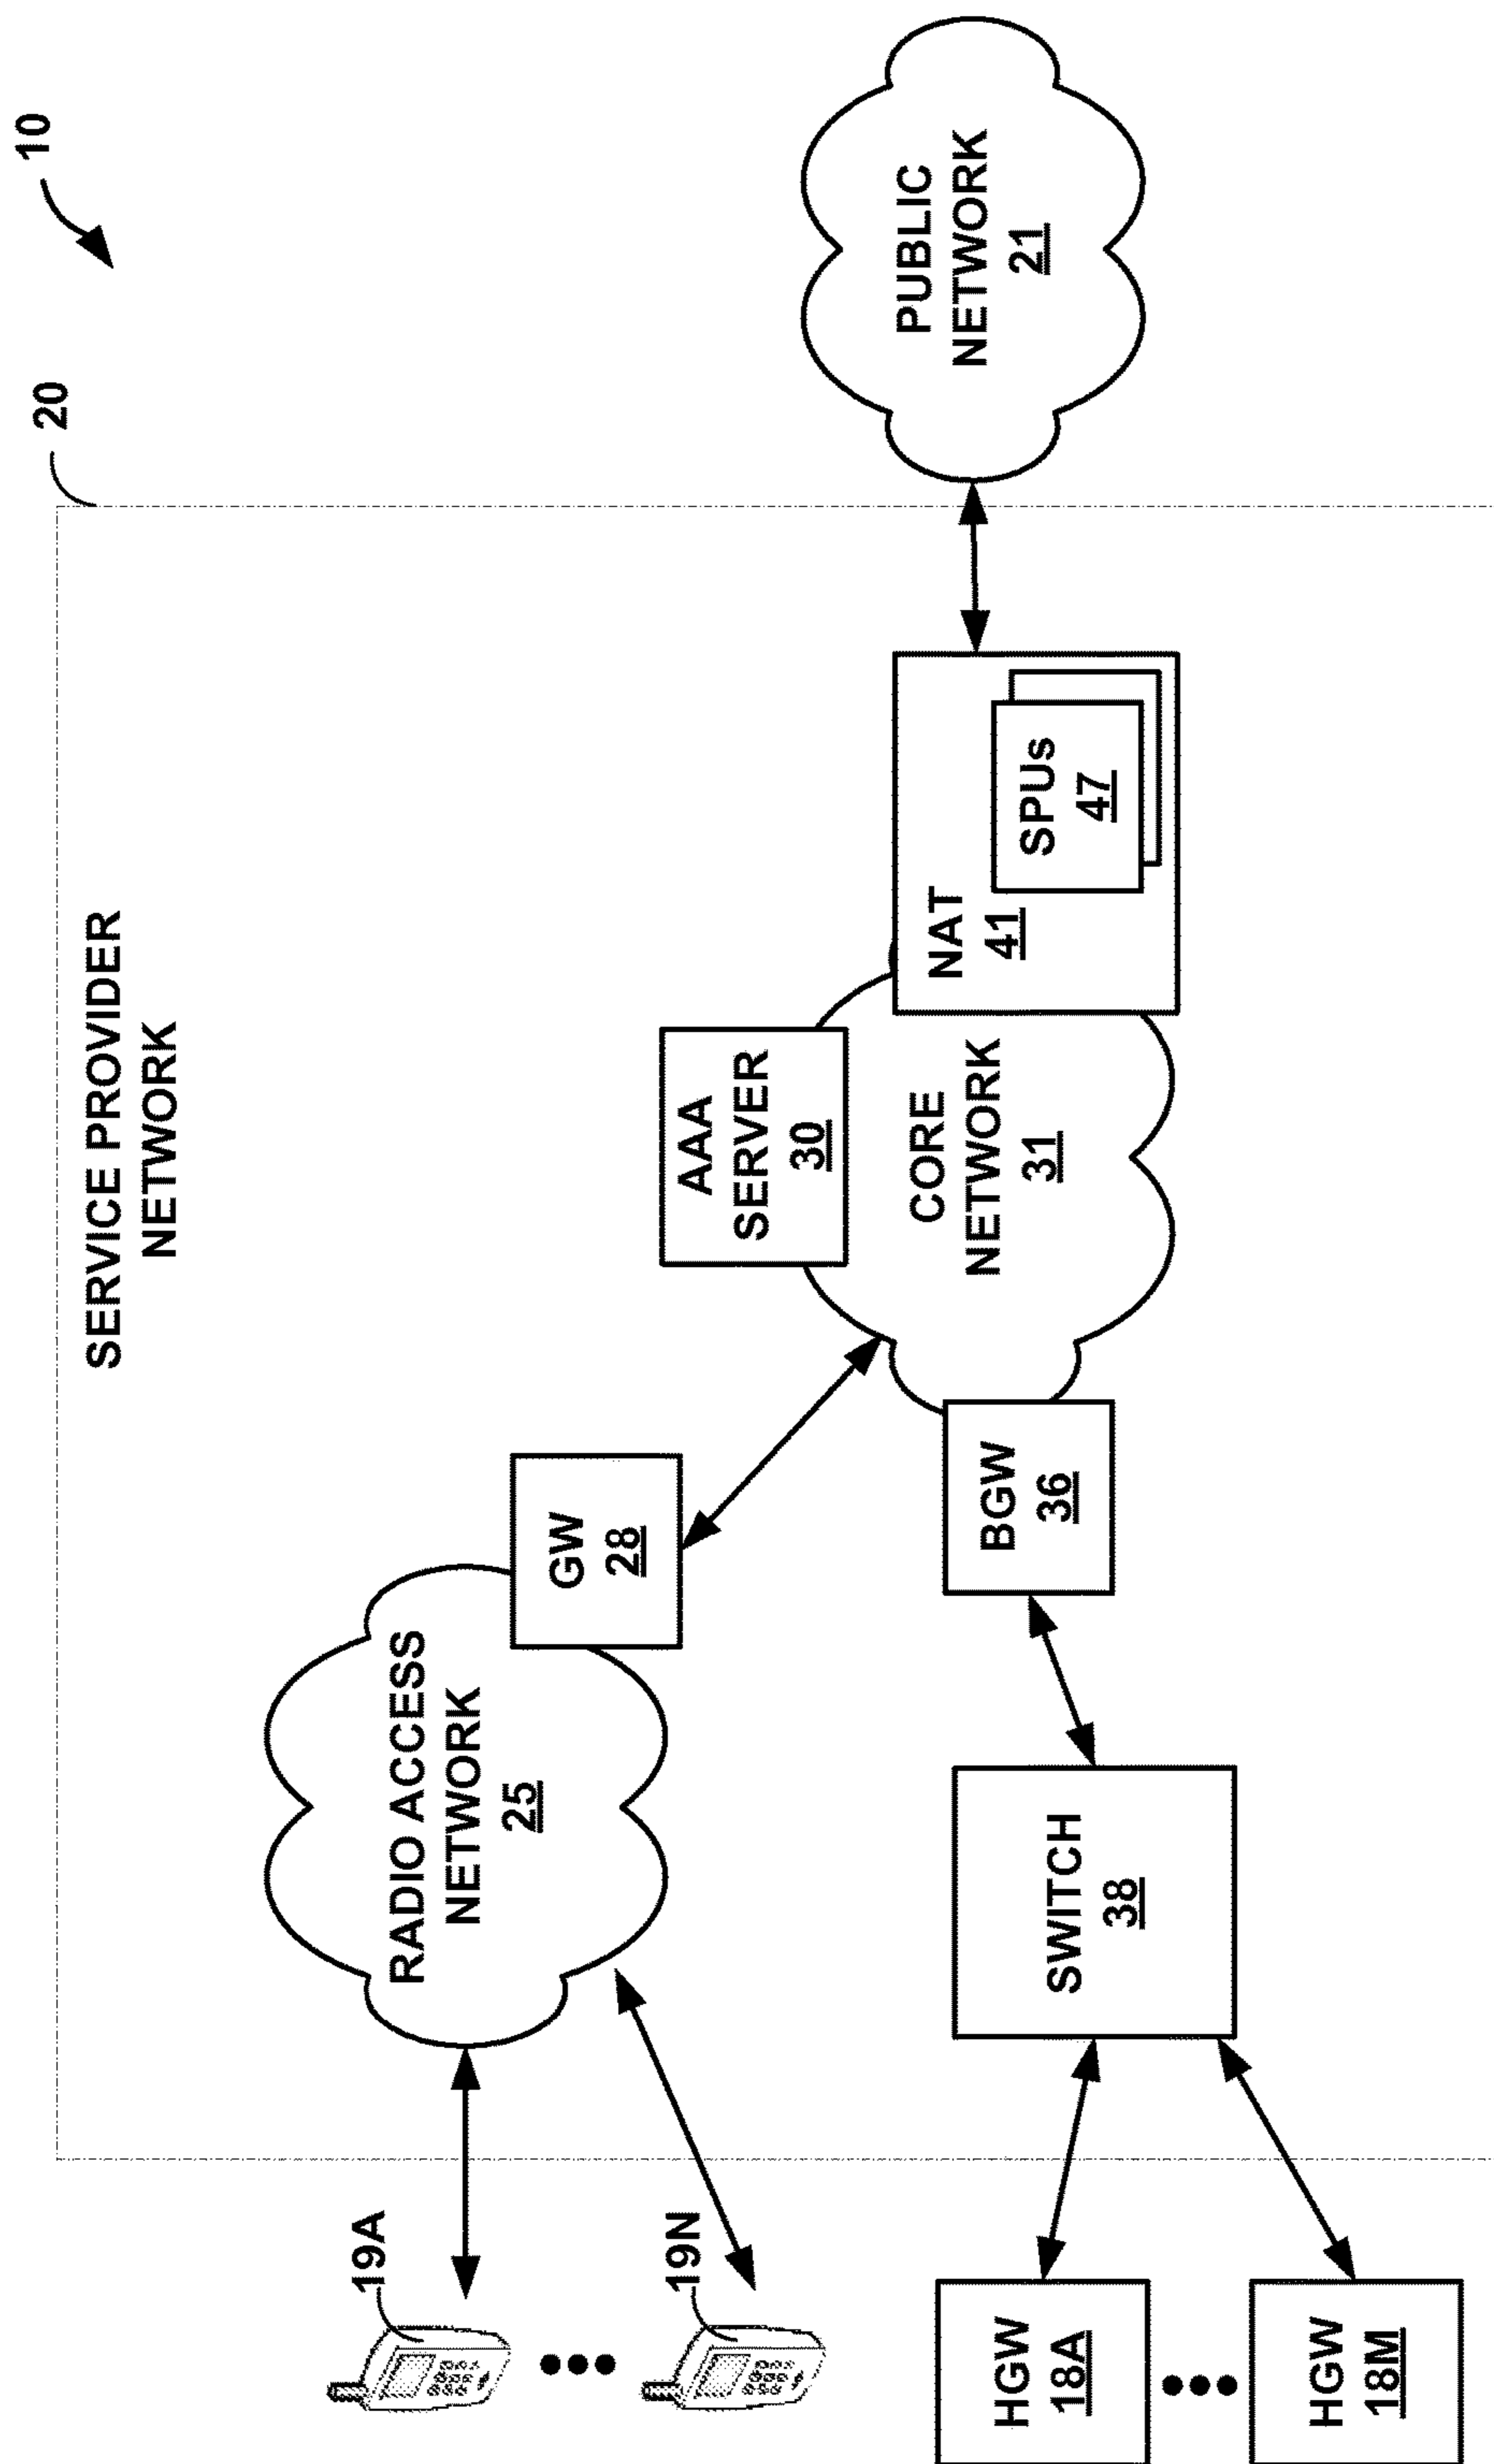 10
20
SERVICE PROVIDER
NETWORK
19A
19N
RADIO ACCESS
NETWORK
25
GW
28
AAA
SERVER
30
CORE
NETWORK
31
NAT
41
SPUs
47
PUBLIC
NETWORK
21
BGW
36
SWITCH
38
HGW
18A
HGW
18M